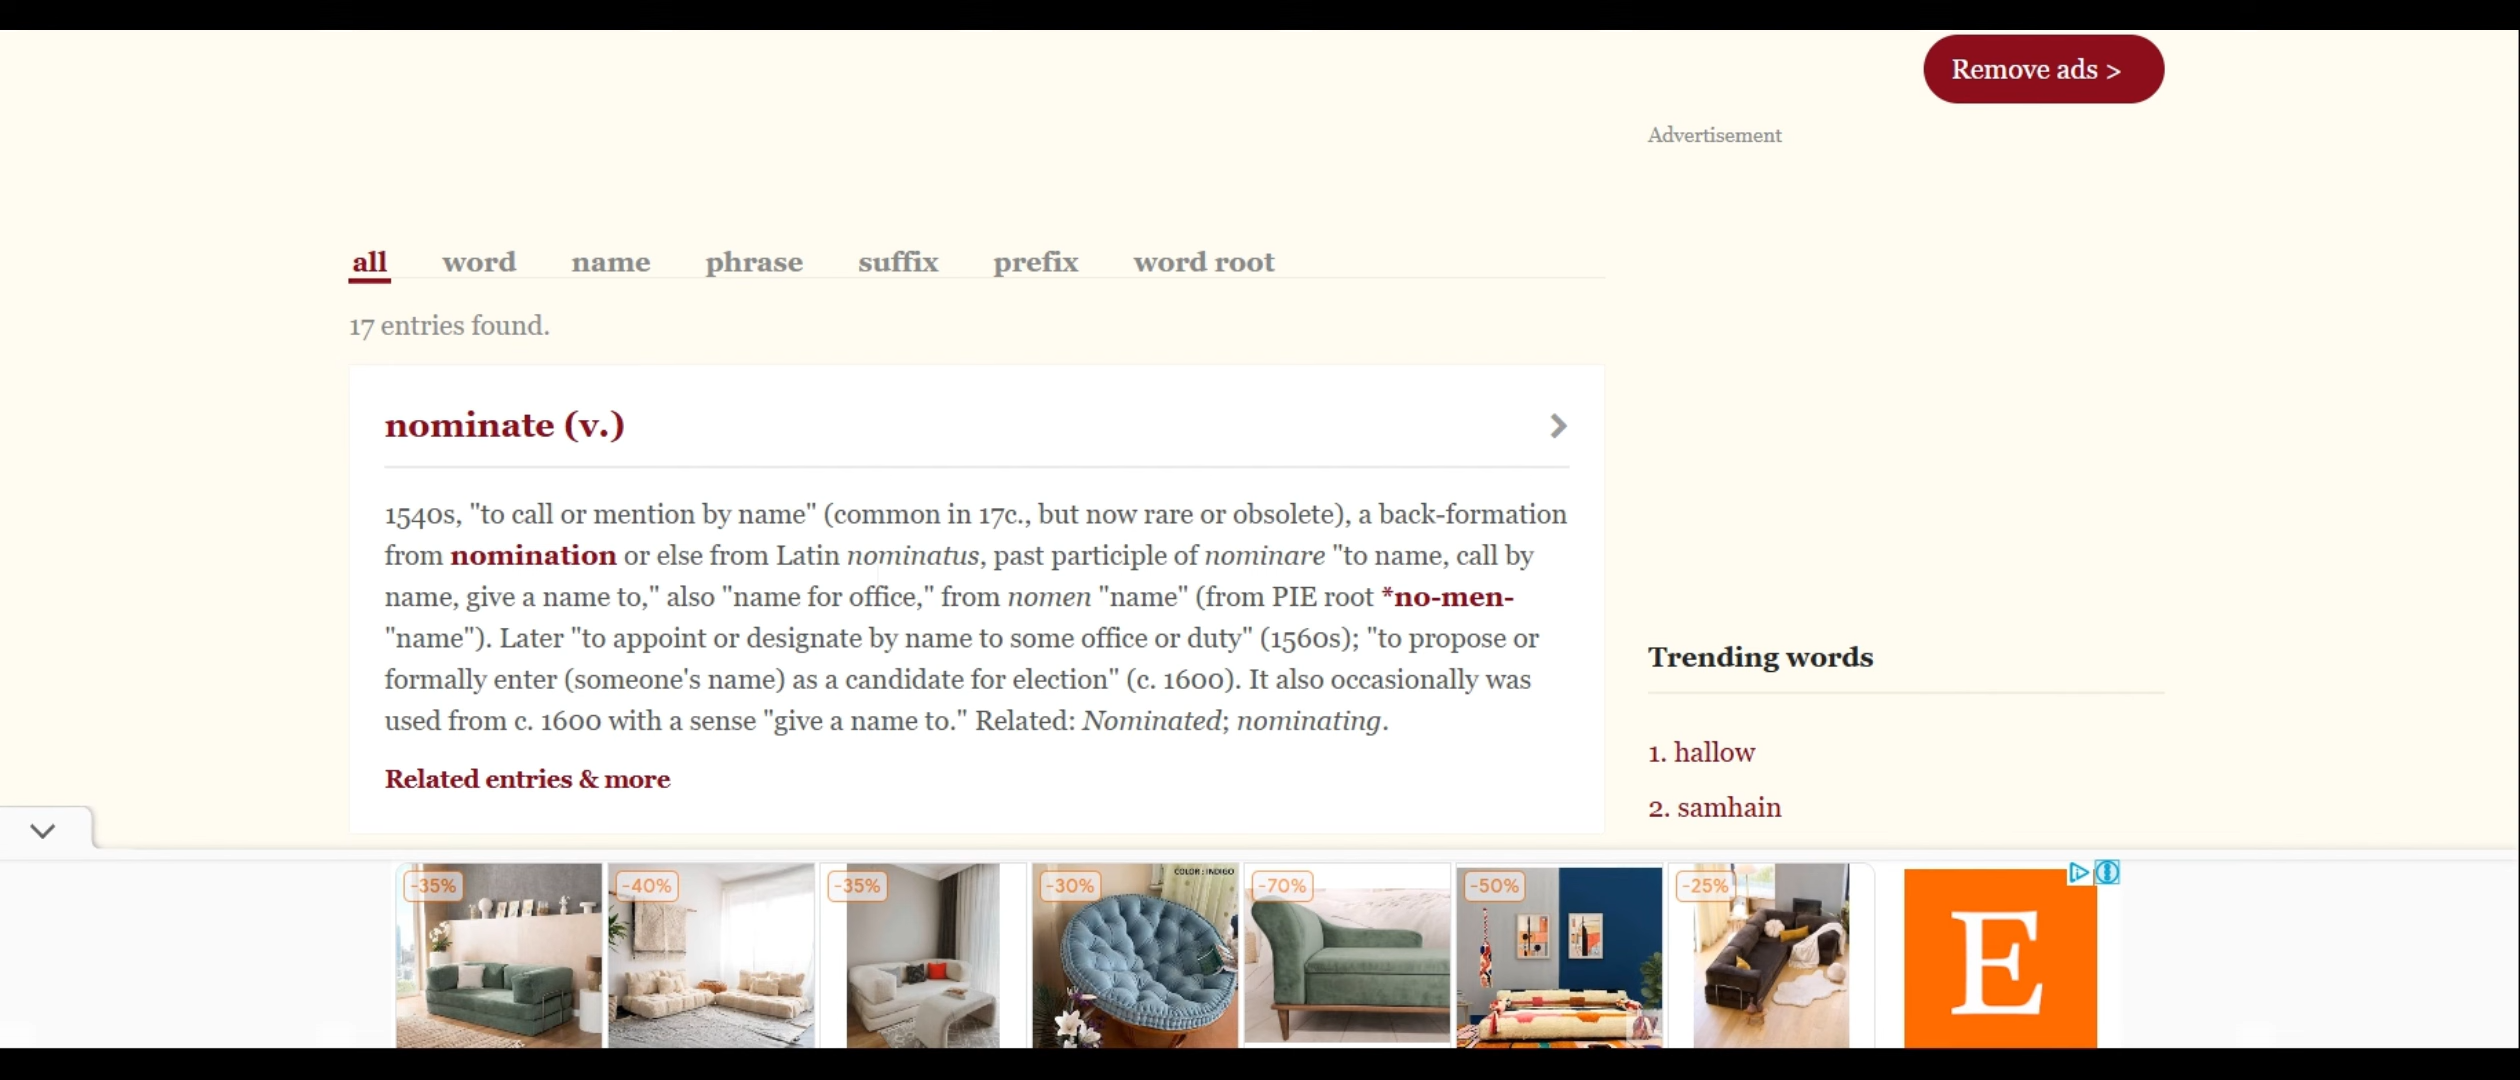 Remove ads >
Advertisement
all word name phrase suffix prefix word root
17 entries found.
nominate (v.)
1540s, "to call or mention by name" (common in 17c., but now rare or obsolete), a back-formation
from nomination or else from Latin nominatus, past participle of nominare "to name, call by
name, give a name to," also "name for office," from nomen "name" (from PIE root *no-men-
"name"). Later "to appoint or designate by name to some office or duty" (1560s); "to propose or
formally enter (someone's name) as a candidate for election" (c. 1600). It also occasionally was
used from c. 1600 with a sense "give a name to." Related: Nominated; nominating.
Related entries & more
Trending words
1. hallow
2. samhain
-35% -40% -35% -30% COLOR : INDIGO -70% -50% -25%
E